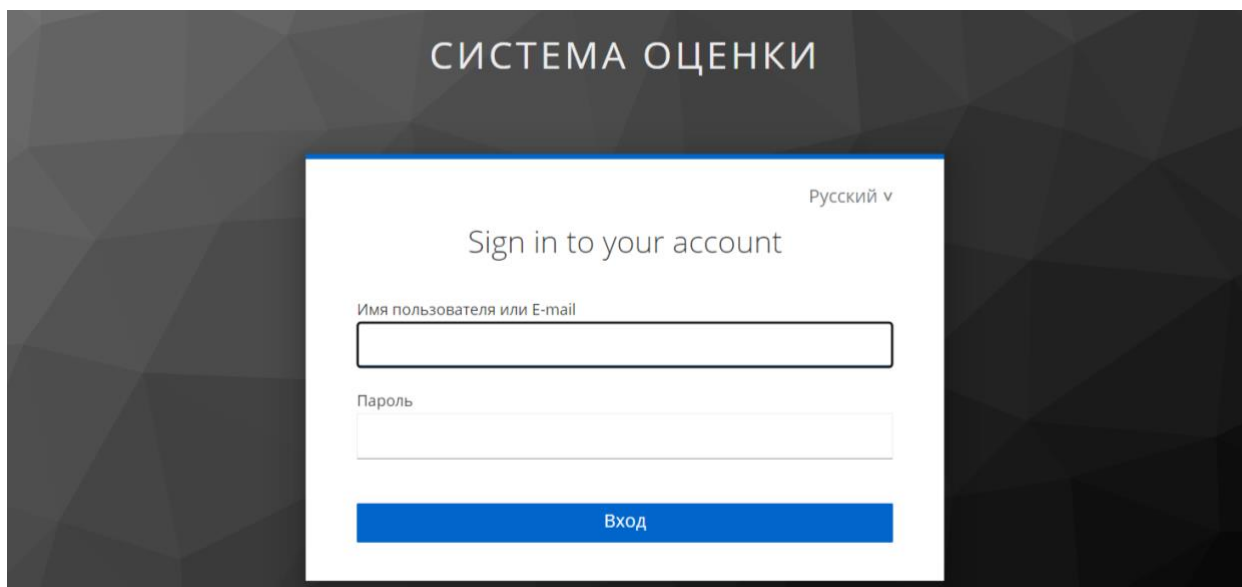 СИСТЕМА ОЦЕНКИ
Русский
Sign in to your account
Имя пользователя или E-mail
Пароль
Вход